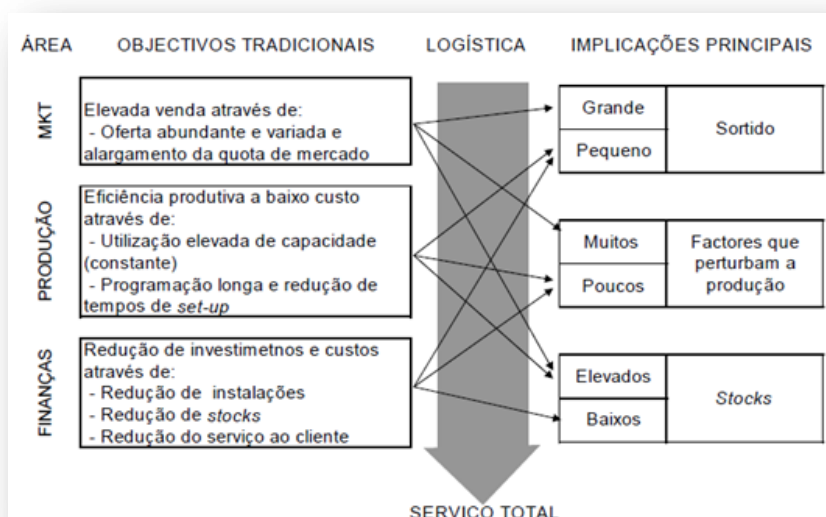 ÁREA OBJECTIVOS TRADICIONAIS LOGÍSTICA IMPLICAÇÕES PRINCIPAIS
MKT
Elevada venda através de:
- Oferta abundante e variada e
alargamento da quota de mercado
Grande
Pequeno
Sortido
PRODUÇÃO
Eficiência produtiva a baixo custo
através de:
- Utilização elevada de capacidade
(constante)
- Programação longa e redução de
tempos de set-up
Muitos
Poucos
Factores que
perturbam a
produção
FINANÇAS
Redução de investimetnos e custos
através de:
- Redução de instalações
- Redução de stocks
- Redução do serviço ao cliente
Elevados
Baixos
Stocks
SERVIÇO TOTAL